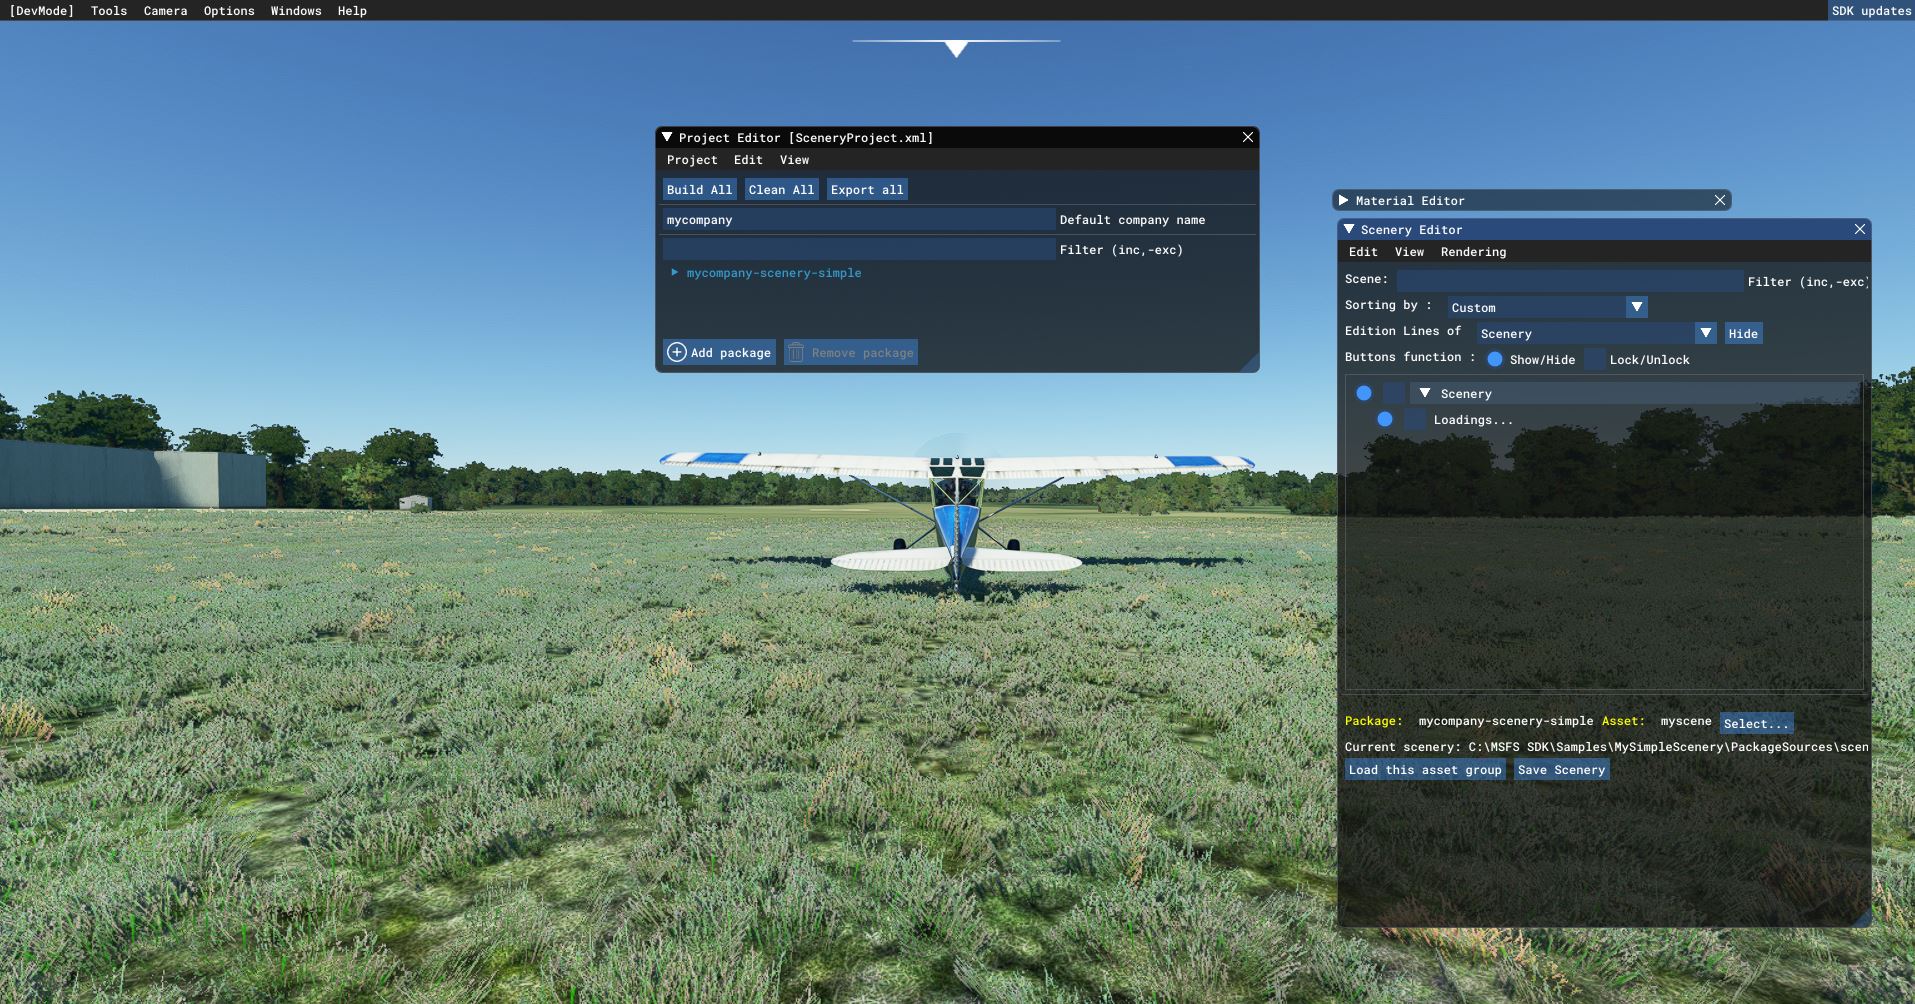 [DevMode] Tools Camera Options Windows Help SDK updates
Project Editor [SceneryProject.xml]
Project Edit View
Build All Clean All Export all
mycompany Default company name
Filter (inc,-exc)
mycompany-scenery-simple
Add package Remove package
Material Editor
Scenery Editor
Edit View Rendering
Scene: Filter (inc,-exc)
Sorting by : Custom
Edition Lines of Scenery Hide
Buttons function : Show/Hide Lock/Unlock
Scenery
Loadings...
Package: mycompany-scenery-simple Asset: myscene Select...
Current scenery: C:\MSFS SDK\Samples\MySimpleScenery\PackageSources\scen
Load this asset group Save Scenery